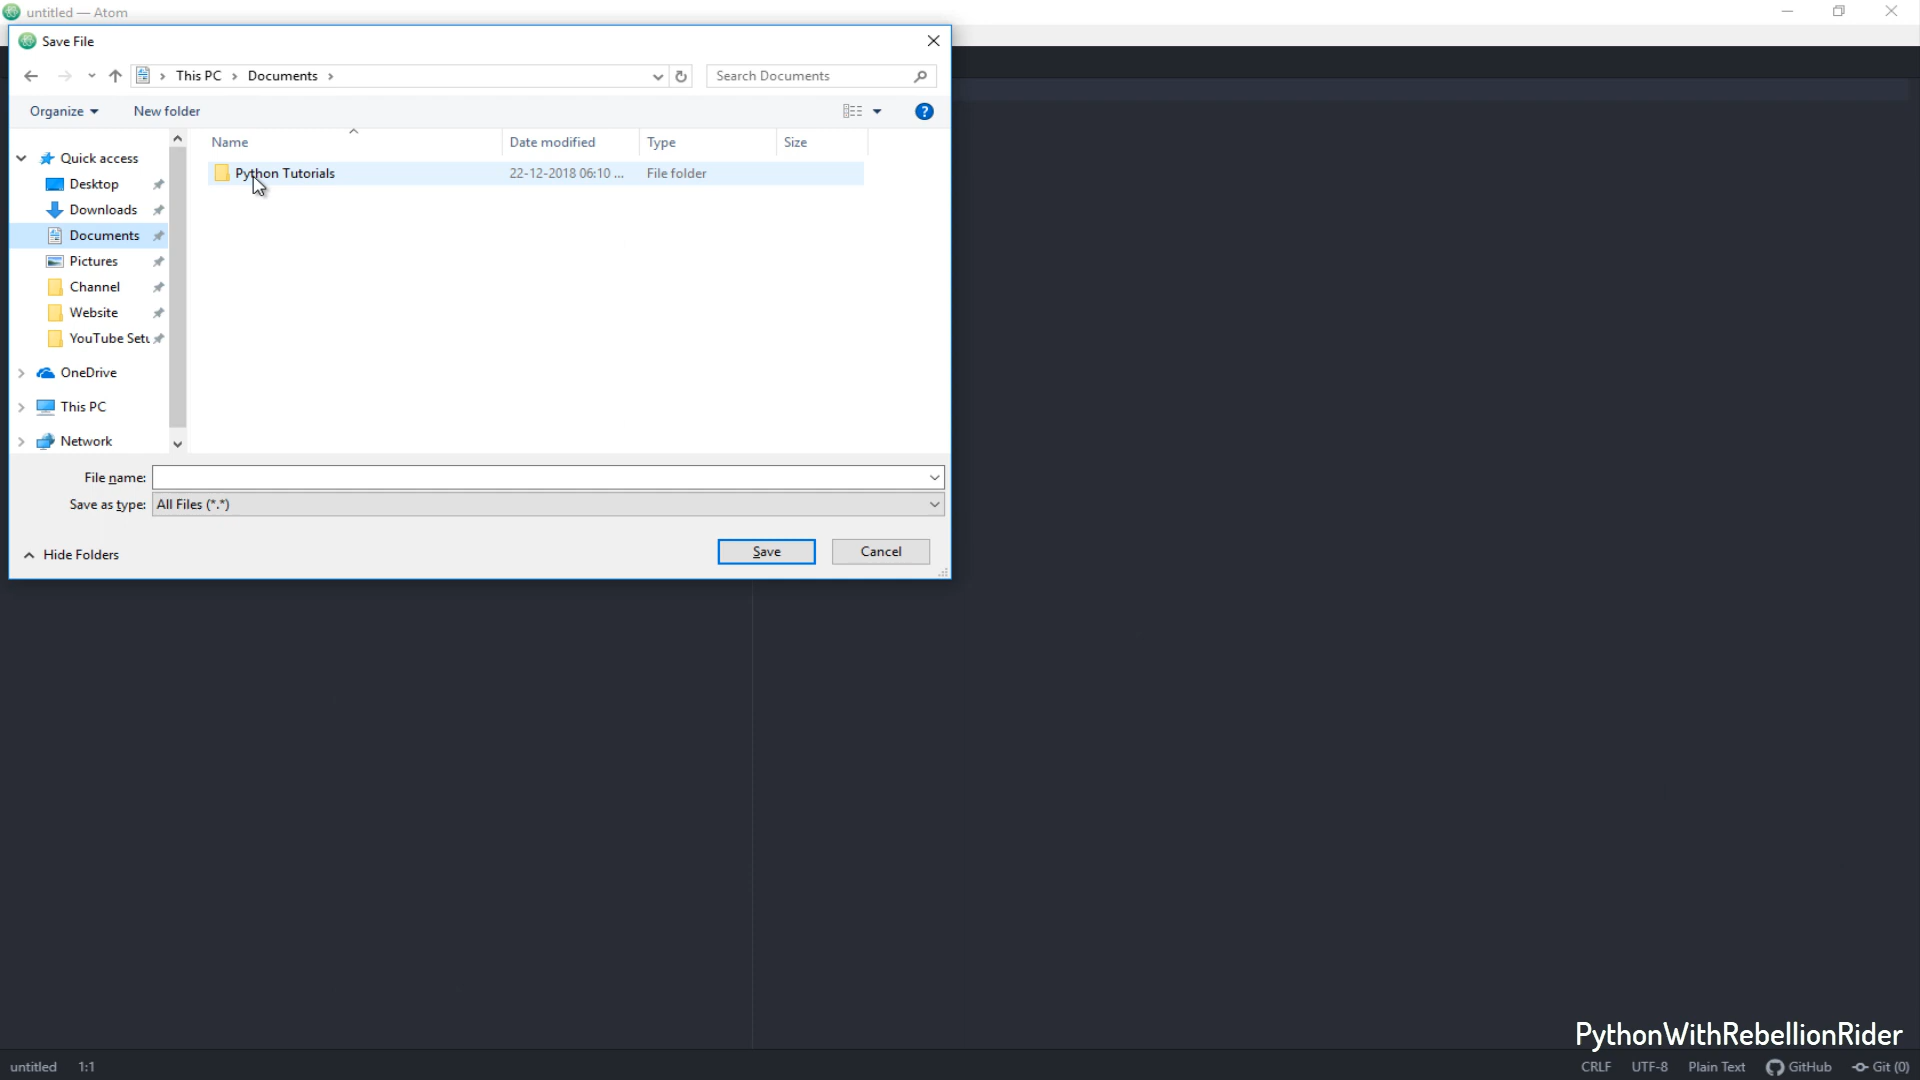 untitled — Atom
Save File
This PC > Documents >
Search Documents
Organize
New folder
?
Name
Date modified
Type
Size
Python Tutorials
22-12-2018 06:10 ...
File folder
Quick access
Desktop
Downloads
Documents
Pictures
Channel
Website
YouTube Setu
OneDrive
This PC
Network
File name:
Save as type:
All Files (*.*)
Hide Folders
Save
Cancel
PythonWithRebellionRider
untitled
1:1
CRLF
UTF-8
Plain Text
GitHub
Git (0)